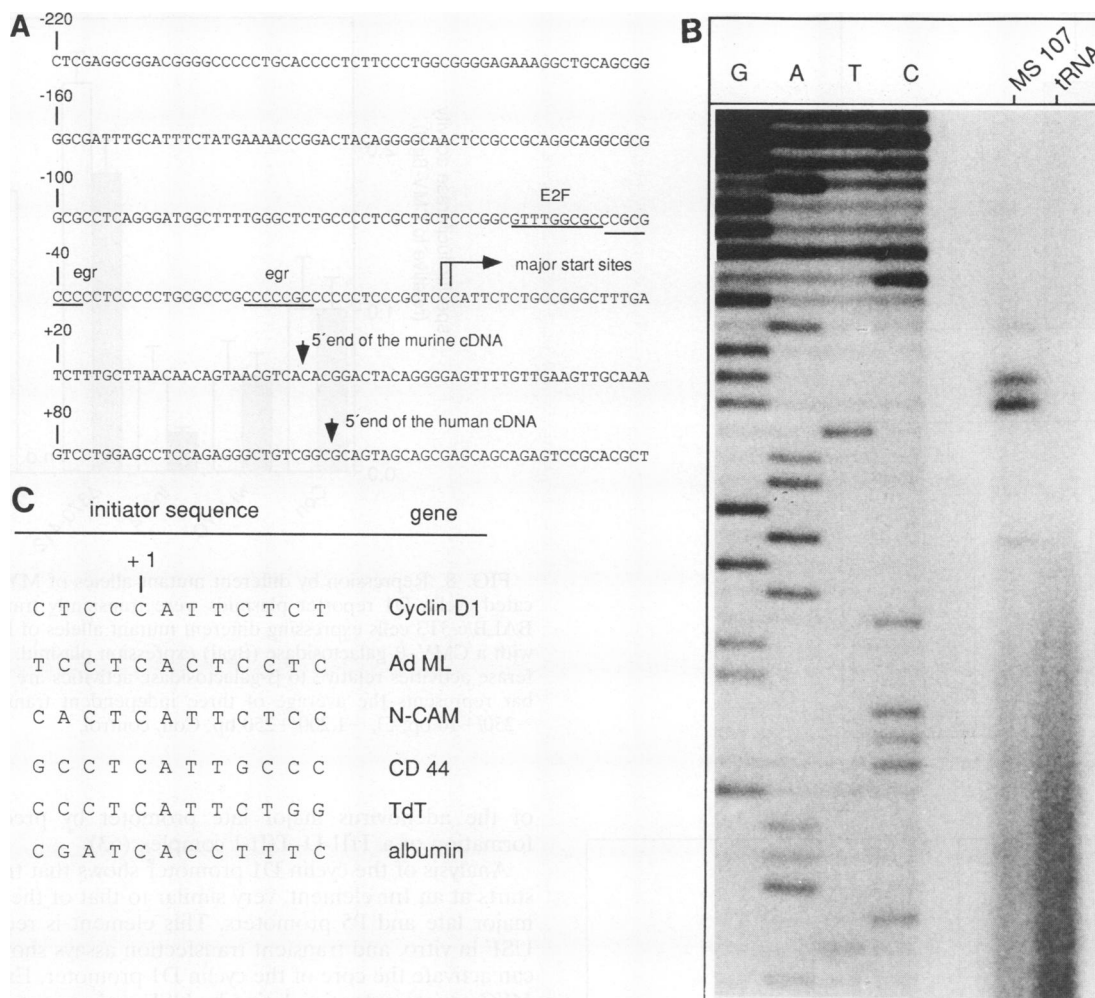 A
-220
CTCGAGGCGGACGGGGCCCCCTGCACCCCTCTTCCCTGGCGGGGAGAAAGGCTGCAGCGG
-160
GGCGATTTGCATTTCTATGAAAACCGGACTACAGGGGCAACTCCGCCGCAGGCAGGCGCG
-100
E2F
GCGCCTCAGGGATGGCTTTTGGGCTCTGCCCCTCGCTGCTCCCGGCGTTTGGCGCCCGCG
-40
egr egr major start sites
CCCCCTCCCCCTGCGCCCGCCCCCGCCCCCCTCCCGCTCCCATTCTCTGCCGGGCTTTGA
+20
5´end of the murine cDNA
TCTTTGCTTAACAACAGTAACGTCACACGGACTACAGGGGAGTTTTGTTGAAGTTGCAAA
+80
5´end of the human cDNA
GTCCTGGAGCCTCCAGAGGGCTGTCGGCGCAGTAGCAGCGAGCAGCAGAGTCCGCACGCT
B
G A T C MS 107 tRNA
C
initiator sequence gene
+ 1
C T C C C A T T C T C T Cyclin D1
T C C T C A C T C C T C Ad ML
C A C T C A T T C T C C N-CAM
G C C T C A T T G C C C CD 44
C C C T C A T T C T G G TdT
C G A T C A C C T T T C albumin